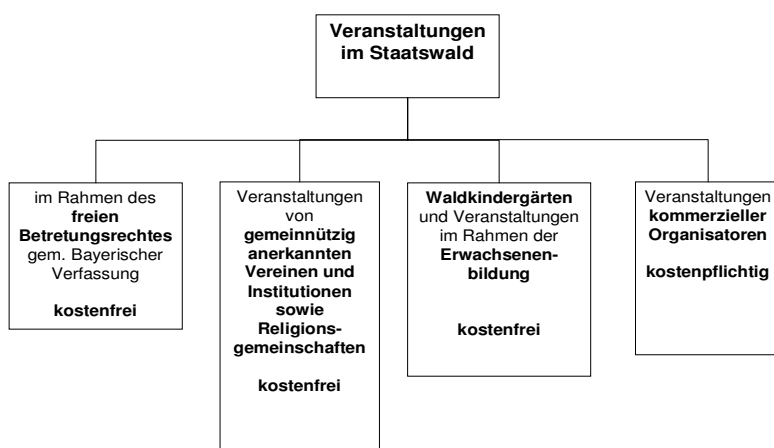 Veranstaltungen
im Staatswald
im Rahmen des
freien
Betretungsrechtes
gem. Bayerischer
Verfassung
kostenfrei
Veranstaltungen
von
gemeinnützig
anerkannten
Vereinen und
Institutionen
sowie
Religions-
gemeinschaften
kostenfrei
Waldkindergärten
und Veranstaltungen
im Rahmen der
Erwachsenen-
bildung
kostenfrei
Veranstaltungen
kommerzieller
Organisatoren
kostenpflichtig